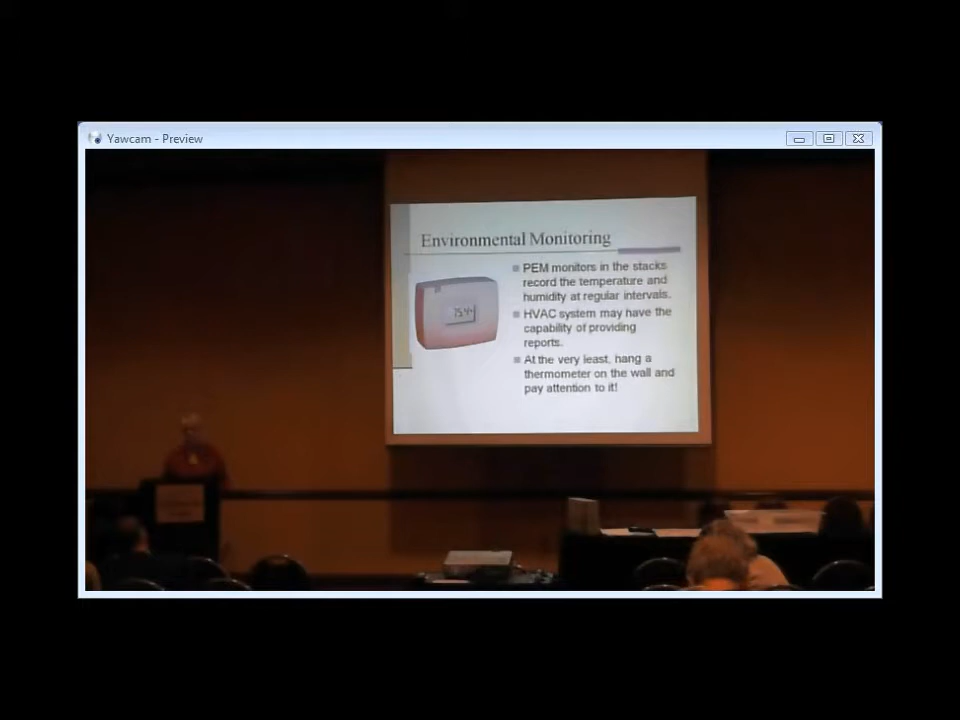 Yawcam - Preview
Environmental Monitoring
PEM monitors in the stacks
record the temperature and
humidity at regular intervals.
HVAC system may have the
capability of providing
reports.
At the very least, hang a
thermometer on the wall and
pay attention to it!